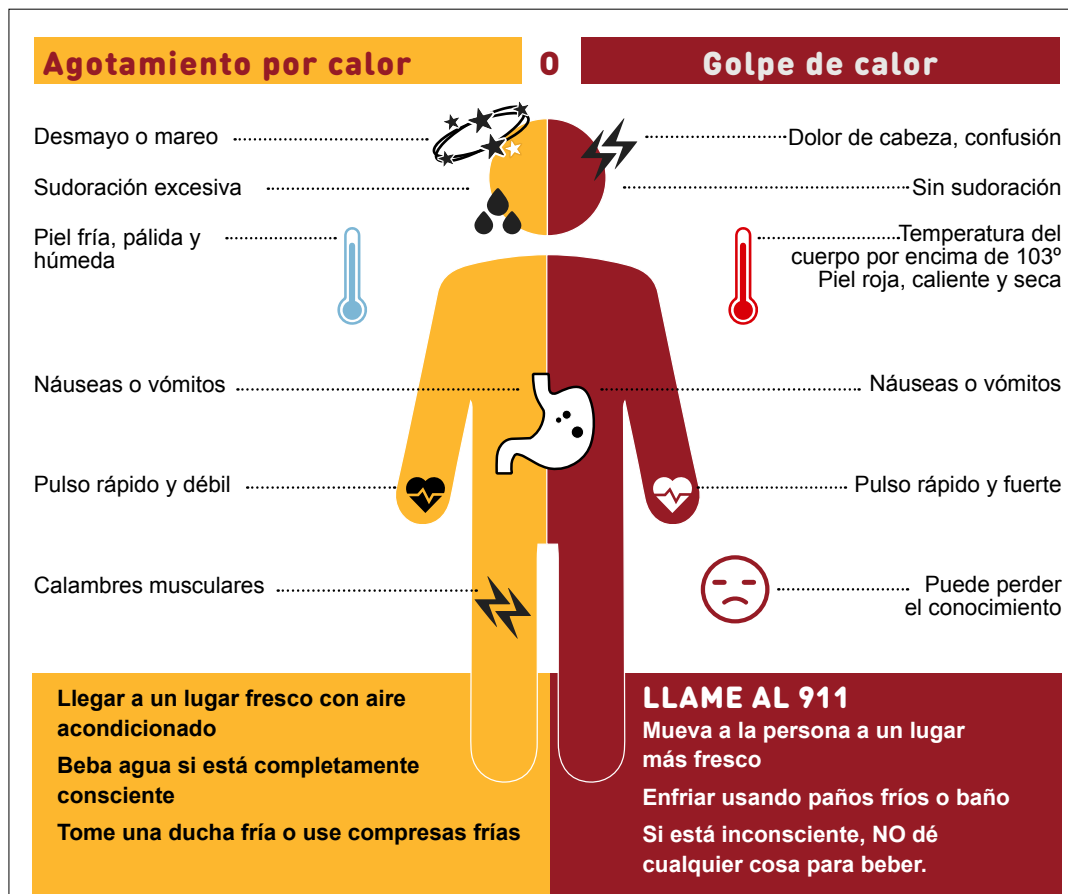 Agotamiento por calor
O
Golpe de calor
Desmayo o mareo
Sudoración excesiva
Piel fría, pálida y
húmeda
Náuseas o vómitos
Pulso rápido y débil
Calambres musculares
Dolor de cabeza, confusión
Sin sudoración
Temperatura del
cuerpo por encima de 103º
Piel roja, caliente y seca
Náuseas o vómitos
Pulso rápido y fuerte
Puede perder
el conocimiento
Llegar a un lugar fresco con aire
acondicionado
Beba agua si está completamente
consciente
Tome una ducha fría o use compresas frías
LLAME AL 911
Mueva a la persona a un lugar
más fresco
Enfriar usando paños fríos o baño
Si está inconsciente, NO dé
cualquier cosa para beber.